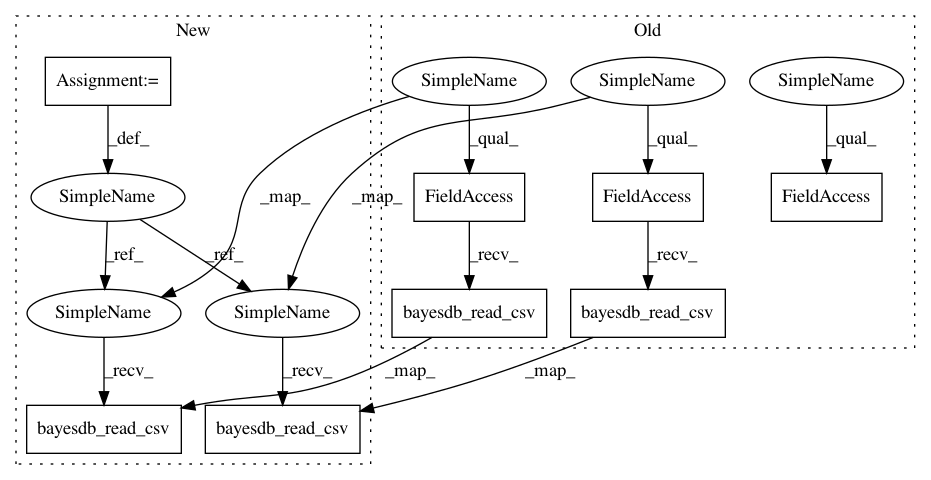 New
Old
Assignment:=
SimpleName
SimpleName
SimpleName
_def_
_qual_
_qual_
_qual_
_map_
_map_
SimpleName
FieldAccess
FieldAccess
FieldAccess
_ref_
_ref_
_recv_
_recv_
SimpleName
SimpleName
bayesdb_read_csv
bayesdb_read_csv
_recv_
_recv_
_map_
_map_
bayesdb_read_csv
bayesdb_read_csv